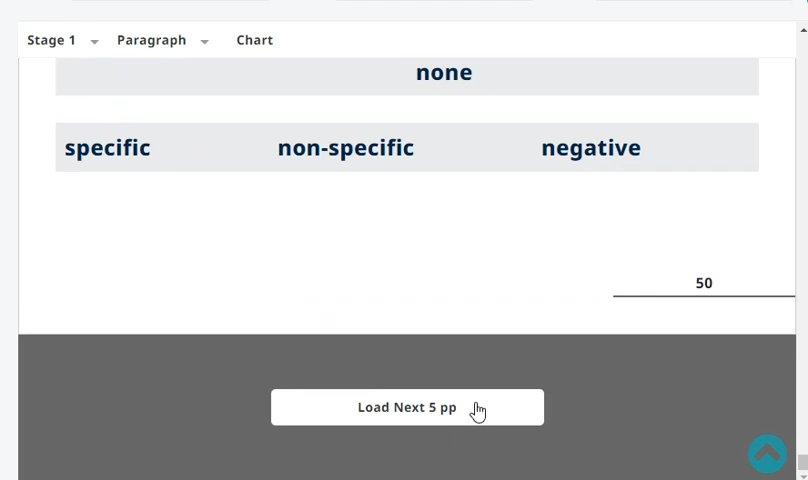 Stage 1 Paragraph Chart
none
specific non-specific negative
50
Load Next 5 pp